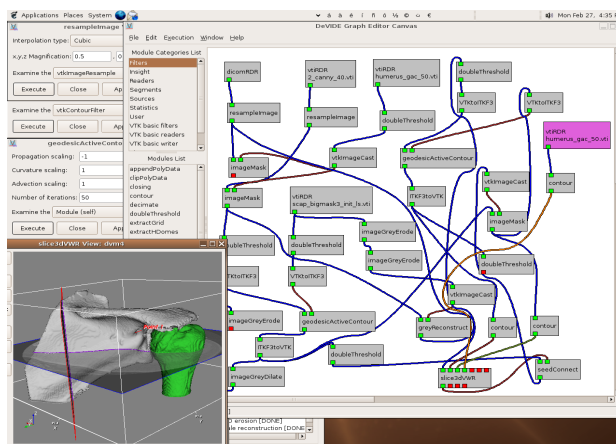 Applications Places System
Mon Feb 27, 4:35
resampleImage
Interpolation type: Cubic
x,y,z Magnification: 0.5
Examine the vtkImageResample
Execute Close
Examine the vtkContourFilter
Execute Close
geodesicActiveContour
Propagation scaling: -1
Curvature scaling: 1
Advection scaling: 1
Number of iterations: 50
Examine the Module (self)
Execute Close
slice3dVWR View: dvm4
DeVIDE Graph Editor Canvas
File Edit Execution Window Help
Module Categories List
Filters
Insight
Readers
Segments
Sources
Statistics
User
VTK basic filters
VTK basic readers
VTK basic writer
Modules List
appendPolyData
clipPolyData
closing
contour
decimate
doubleThreshold
extractGrid
extractHDomes
dicomRDR
vtiRDR
2_canny_40.vti
vtiRDR
humerus_gac_50.vti
doubleThreshold
resampleImage
resampleImage
doubleThreshold
VTKtoITKF3
VTKtoITKF3
vtiRDR
humerus_gac_50.vti
imageMask
vtkImageCast
geodesicActiveContour
vtkImageCast
contour
imageMask
vtiRDR
scap_bigmask3_init_ls.vti
ITKF3toVTK
imageMask
doubleThreshold
doubleThreshold
imageGreyErode
imageGreyErode
doubleThreshold
VTKtoITKF3
VTKtoITKF3
vtkImageCast
imageGreyErode
geodesicActiveContour
greyReconstruct
contour
contour
ITKF3toVTK
doubleThreshold
imageGreyDilate
slice3dVWR
seedConnect
D erosion [DONE]
ale reconstruction [DONE]